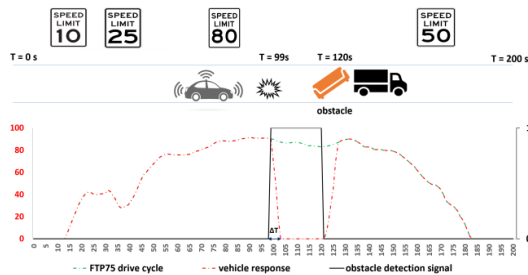 SPEED
LIMIT
10
SPEED
LIMIT
25
SPEED
LIMIT
80
SPEED
LIMIT
50
T = 0 s
T = 99s
T = 120s
T = 200 s
obstacle
100
80
60
40
20
0
ΔT
0 5 10 15 20 25 30 35 40 45 50 55 60 65 70 75 80 85 90 95 100 105 110 115 120 125 130 135 140 145 150 155 160 165 170 175 180 185 190 195 200
FTP75 drive cycle
vehicle response
obstacle detection signal